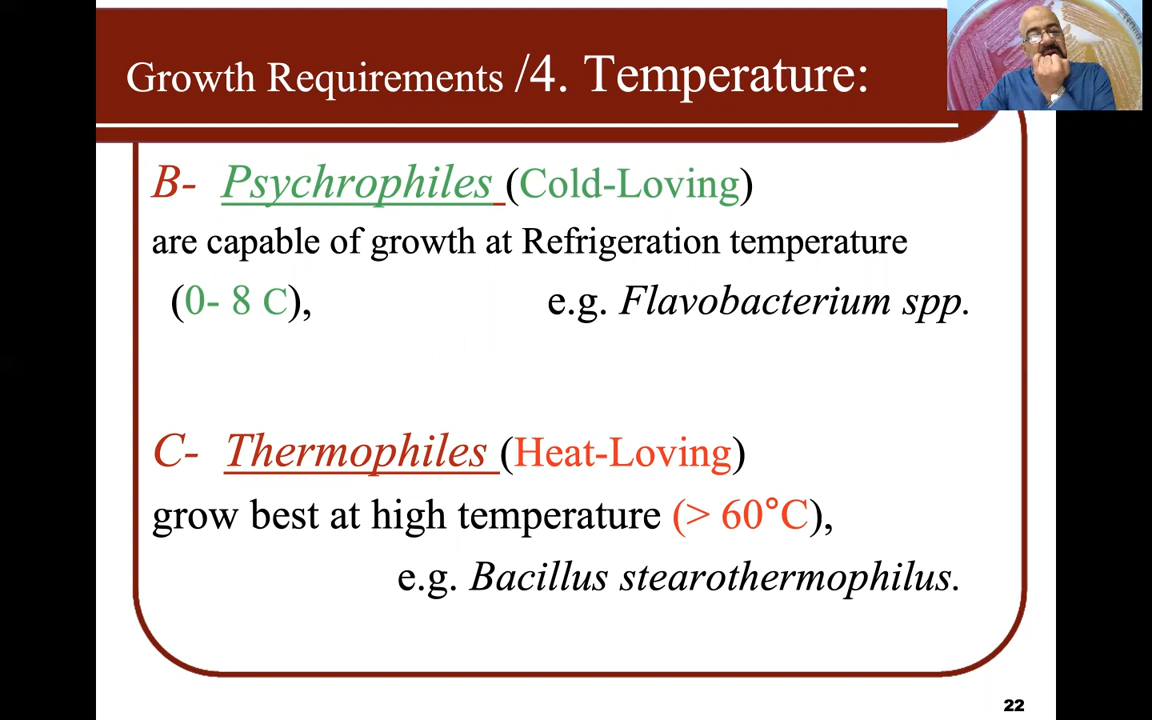 Growth Requirements /4. Temperature:
B- Psychrophiles (Cold-Loving)
are capable of growth at Refrigeration temperature
(0- 8 C), e.g. Flavobacterium spp.
C- Thermophiles (Heat-Loving)
grow best at high temperature (> 60°C),
e.g. Bacillus stearothermophilus.
22